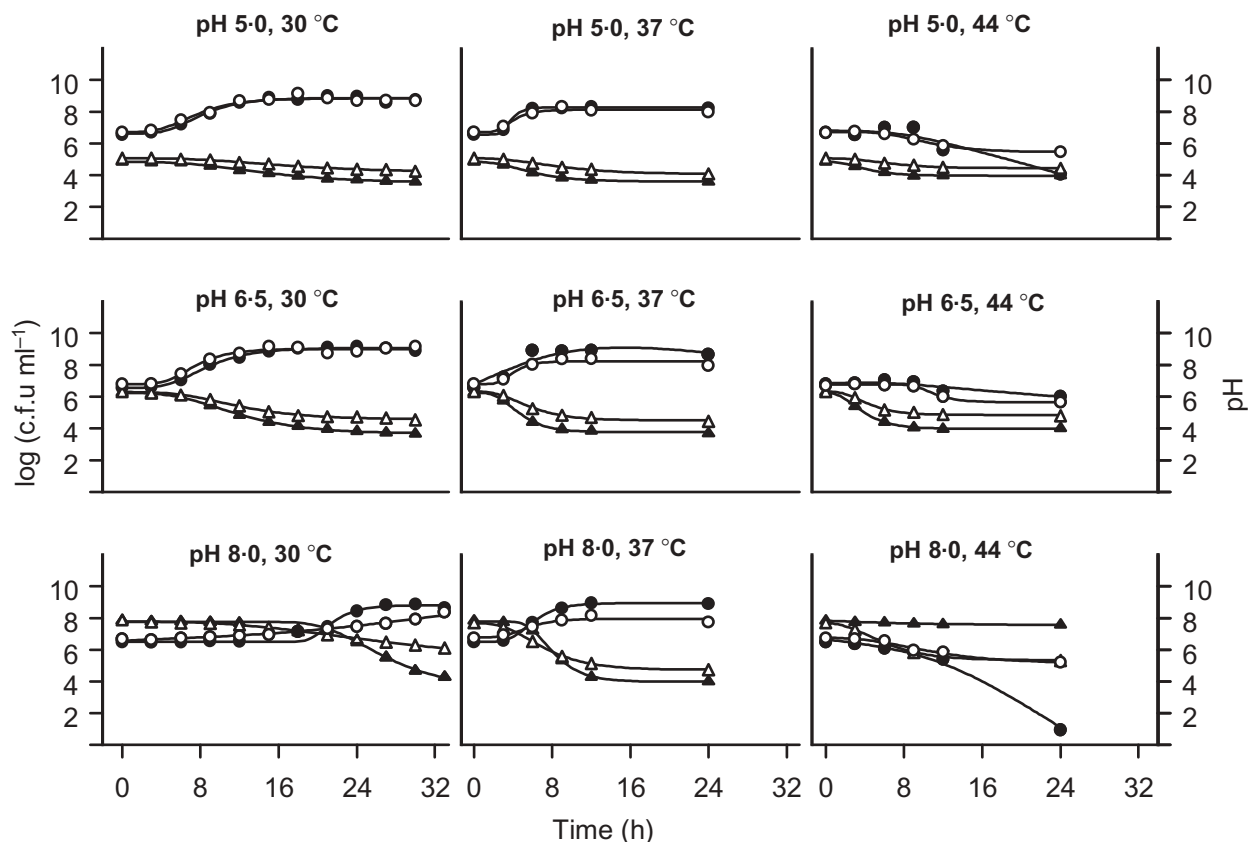 pH 5·0, 30 °C pH 5·0, 37 °C pH 5·0, 44 °C
10 10
8 8
6 6
4 4
2 2
pH 6·5, 30 °C pH 6·5, 37 °C pH 6·5, 44 °C
10 10
8 8
6 6
4 4
2 2
log (c.f.u ml⁻¹)
pH
pH 8·0, 30 °C pH 8·0, 37 °C pH 8·0, 44 °C
10 10
8 8
6 6
4 4
2 2
0 8 16 24 32 0 8 16 24 32 0 8 16 24 32
Time (h)